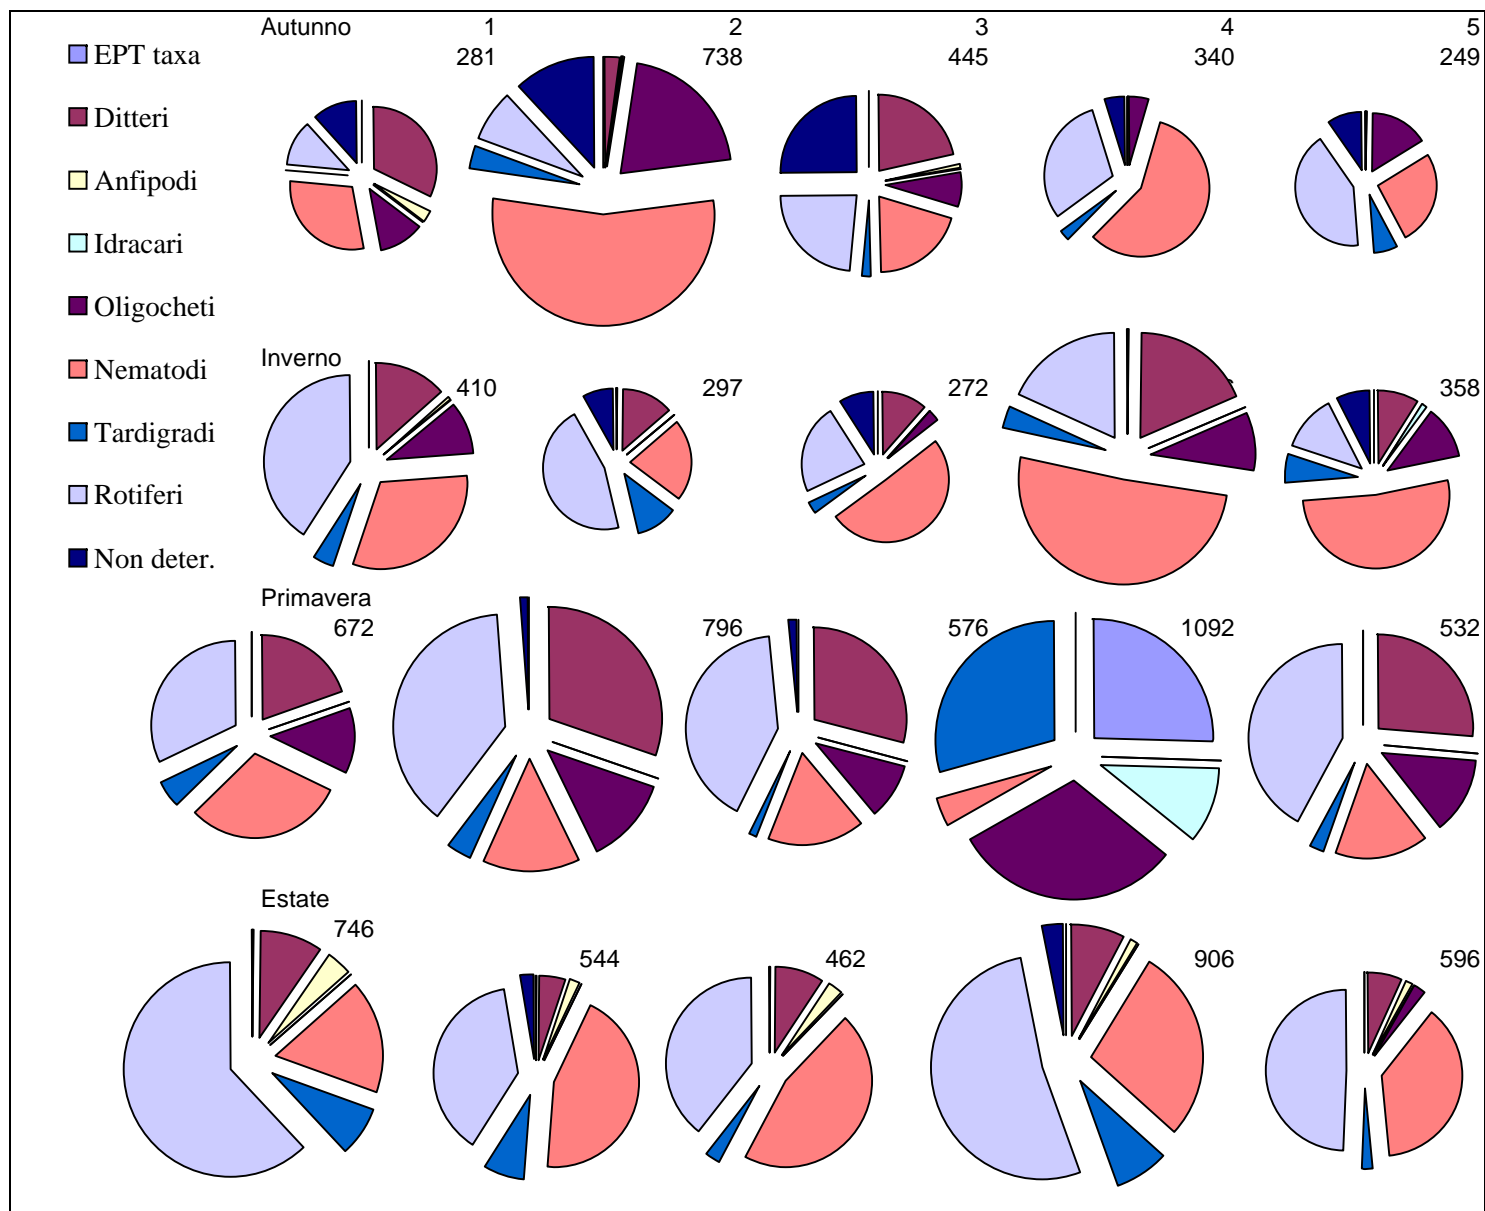 Autunno 1 2 3 4 5
281 738 445 340 249
EPT taxa
Ditteri
Anfipodi
Idracari
Oligocheti
Nematodi
Tardigradi
Rotiferi
Non deter.
Inverno
410 297 272 358
Primavera
672 796 576 1092 532
Estate
746 544 462 906 596